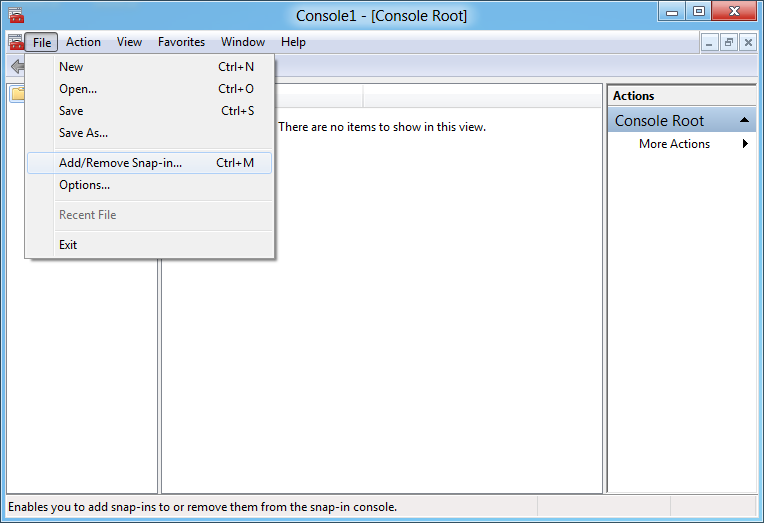 Console1 - [Console Root]
File Action View Favorites Window Help
New Ctrl+N
Open... Ctrl+O
Save Ctrl+S
Save As...
Add/Remove Snap-in... Ctrl+M
Options...
Recent File
Exit
There are no items to show in this view.
Actions
Console Root
More Actions
Enables you to add snap-ins to or remove them from the snap-in console.